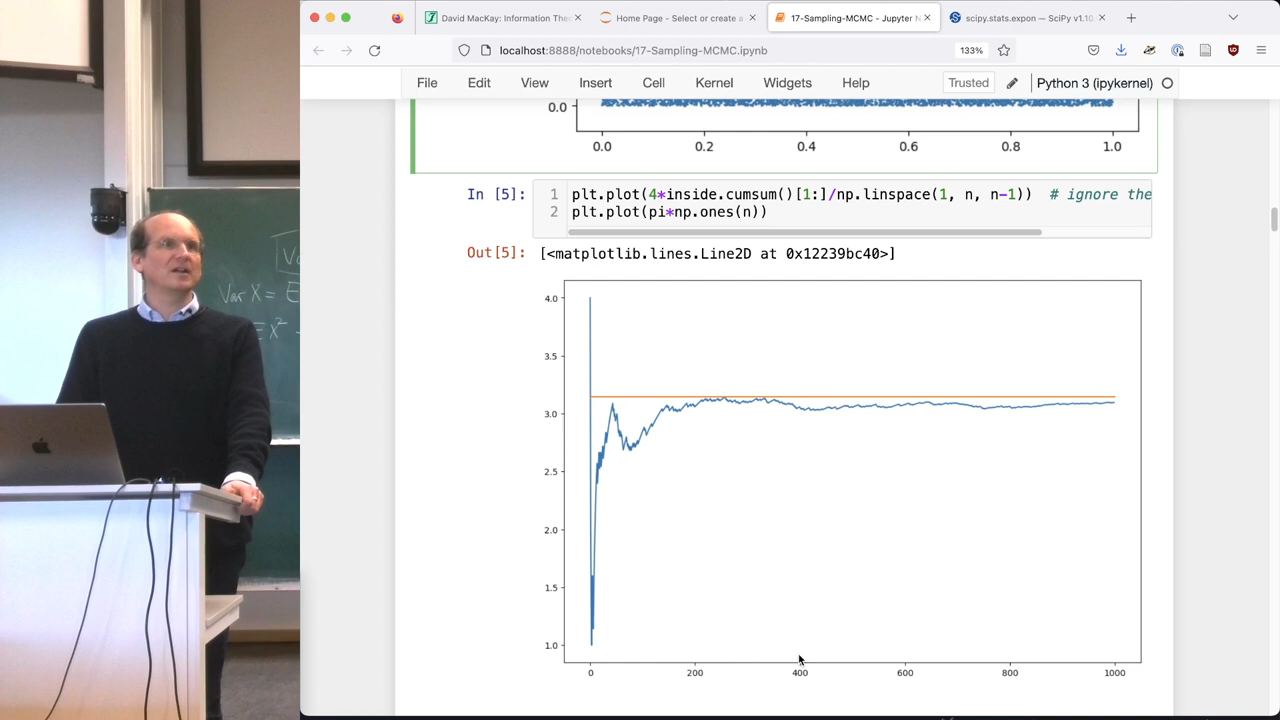 David MacKay: Information Theo
Home Page - Select or create a
17-Sampling-MCMC - Jupyter N
scipy.stats.expon — SciPy v1.10.
localhost:8888/notebooks/17-Sampling-MCMC.ipynb
133%
File Edit View Insert Cell Kernel Widgets Help
Trusted
Python 3 (ipykernel)
0.0
0.0 0.2 0.4 0.6 0.8 1.0
In [5]:
1 plt.plot(4*inside.cumsum()[1:]/np.linspace(1, n, n-1)) # ignore the
2 plt.plot(pi*np.ones(n))
Out[5]: [<matplotlib.lines.Line2D at 0x12239bc40>]
4.0
3.5
3.0
2.5
2.0
1.5
1.0
0 200 400 600 800 1000
Var X = E
EX²